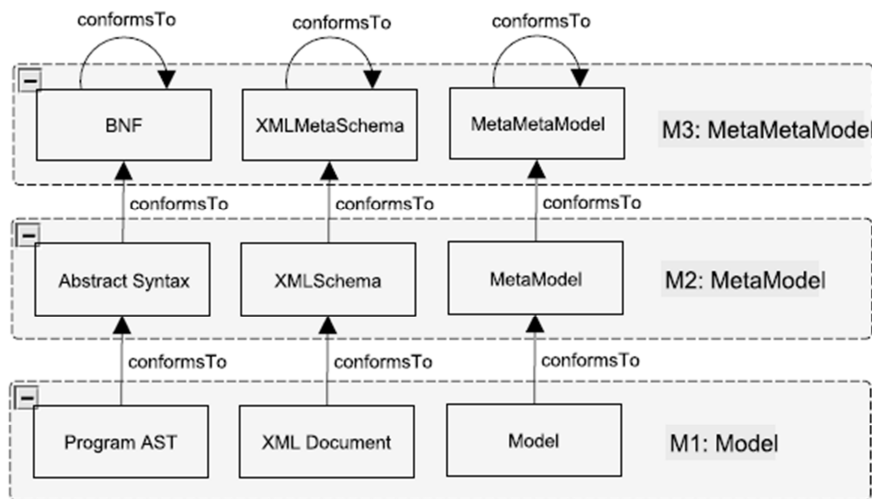 conformsTo conformsTo conformsTo
BNF XMLMetaSchema MetaMetaModel M3: MetaMetaModel
conformsTo conformsTo conformsTo
Abstract Syntax XMLSchema MetaModel M2: MetaModel
conformsTo conformsTo conformsTo
Program AST XML Document Model M1: Model